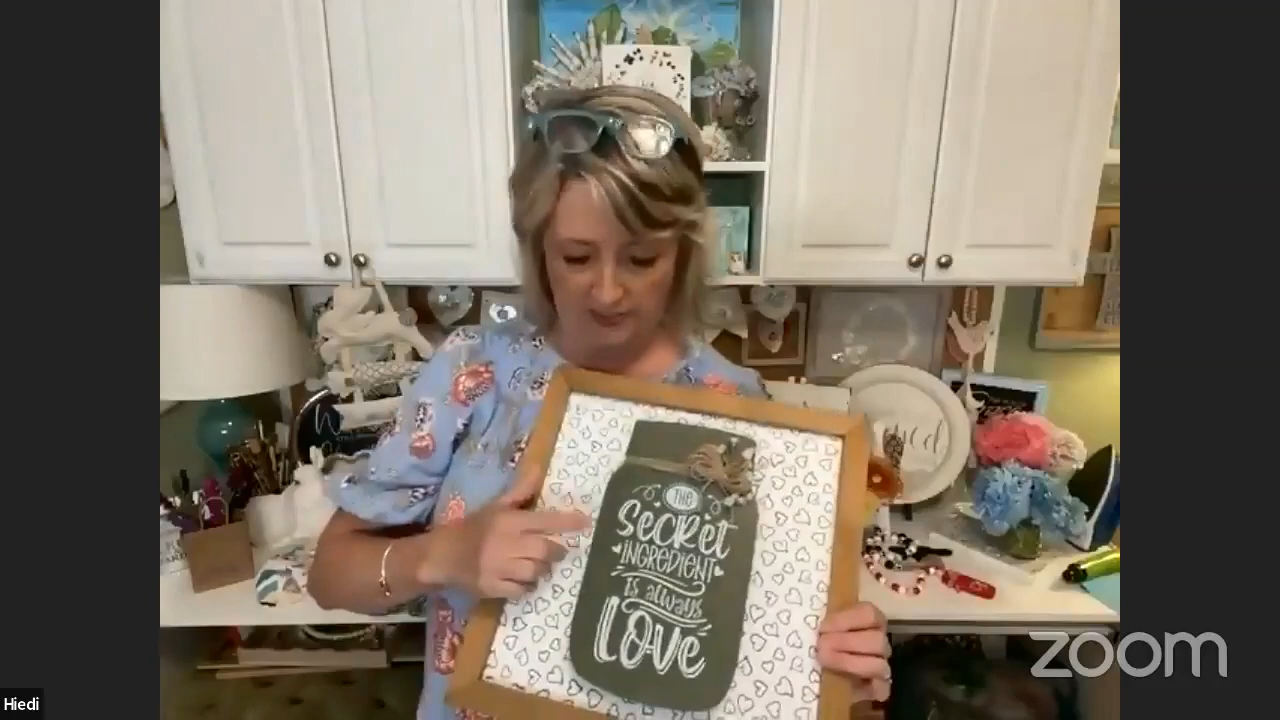 THE
SECRET
INGREDIENT
is always
LOVE
zoom
Hiedi